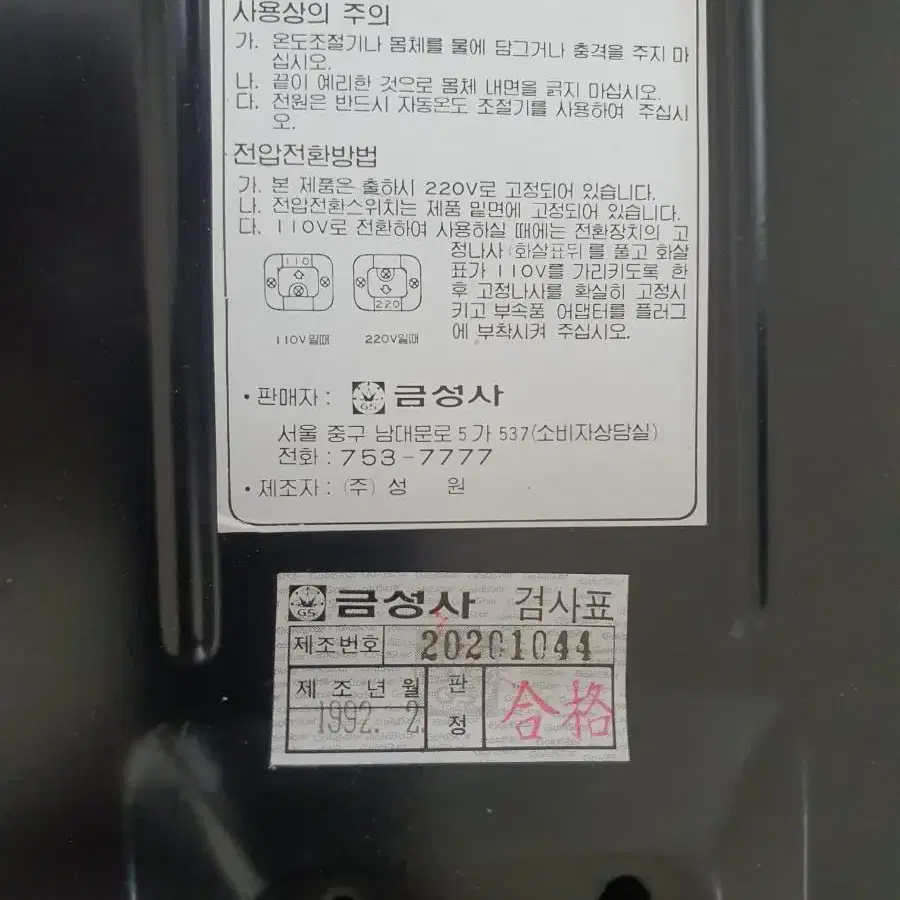 사용상의 주의
가. 온도조절기나 몸체를 물에 담그거나 충격을 주지 마
십시오.
나. 끝이 예리한 것으로 몸체 내면을 긁지 마십시오.
다. 전원은 반드시 자동온도 조절기를 사용하여 주십시
오.
전압전환방법
가. 본 제품은 출하시 220V로 고정되어 있습니다.
나. 전압전환스위치는 제품 밑면에 고정되어 있습니다.
다. 110V로 전환하여 사용하실 때에는 전환장치의 고
정나사(화살표뒤)를 풀고 화살
표가 110V를 가리키도록 한
후 고정나사를 확실히 고정시
키고 부속품 어댑터를 플러그
에 부착시켜 주십시오.
110
220
110V일때 220V일때
• 판매자 : GS 금성사
서울 중구 남대문로 5가 537(소비자상담실)
전화 : 753-7777
• 제조자 : (주) 성 원
GS 금성사 검사표
제조번호 20201044
제 조 년 월 1992. 2.
판정 合格